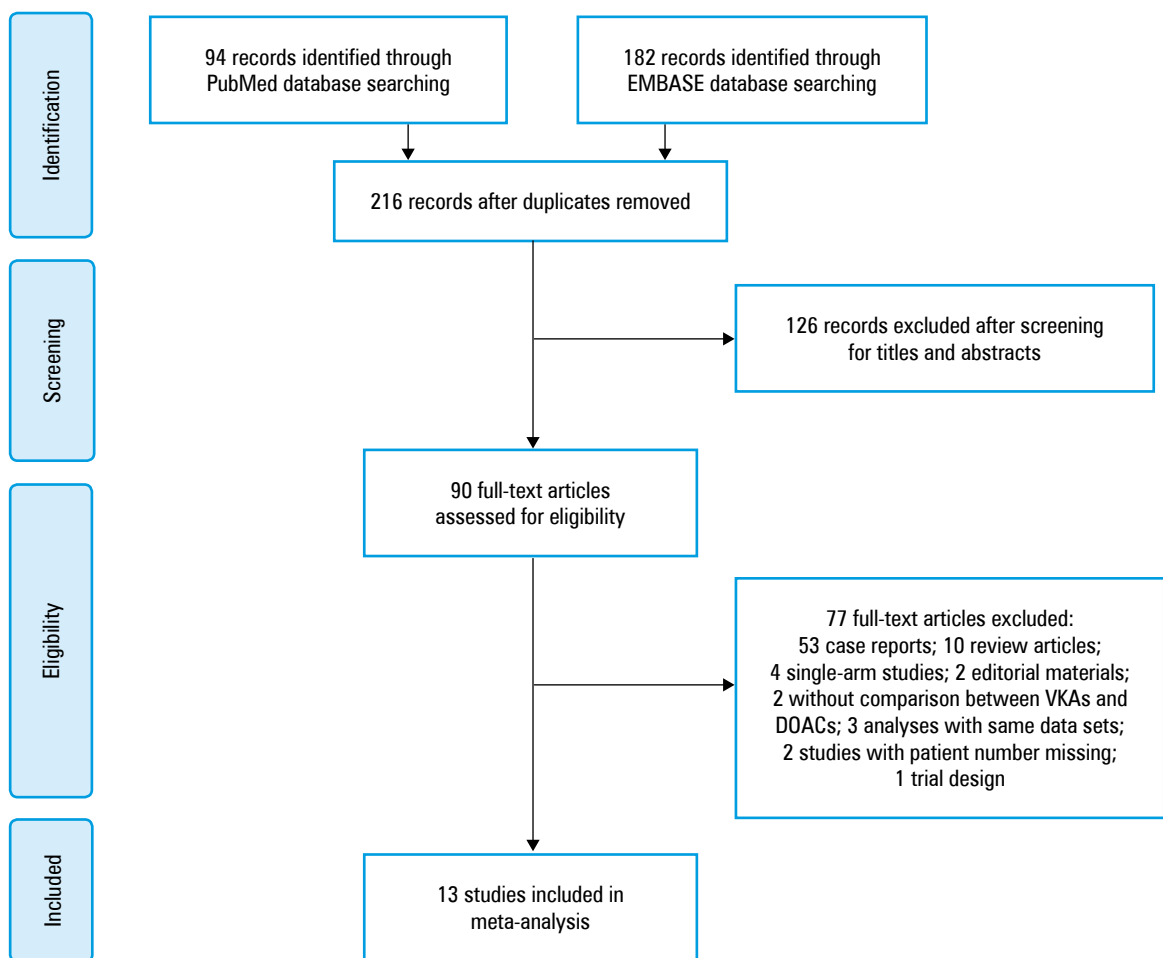 Identification
94 records identified through
PubMed database searching
182 records identified through
EMBASE database searching
216 records after duplicates removed
Screening
126 records excluded after screening
for titles and abstracts
Eligibility
90 full-text articles
assessed for eligibility
77 full-text articles excluded:
53 case reports; 10 review articles;
4 single-arm studies; 2 editorial materials;
2 without comparison between VKAs and
DOACs; 3 analyses with same data sets;
2 studies with patient number missing;
1 trial design
Included
13 studies included in
meta-analysis